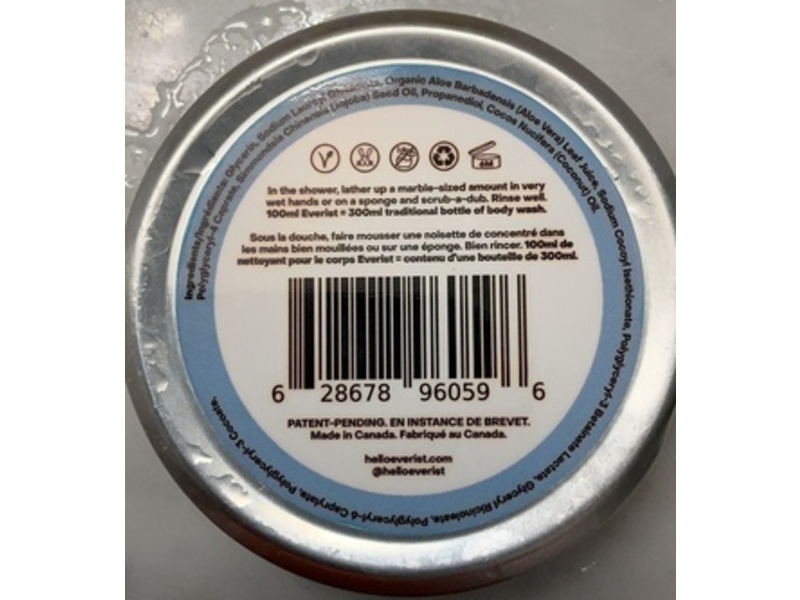 Ingredients/Ingrédients: Glycerin, Sodium Lauroyl Glutamate, Organic Aloe Barbadensis (Aloe Vera) Leaf Juice, Sodium Cocoyl Isethionate, Polyglyceryl-3 Betainate Lactate, Glyceryl Ricinoleate, Polyglyceryl-6 Caprylate, Polyglyceryl-3 Cocoate,
Polyglyceryl-4 Caprate, Simmondsia Chinensis (Jojoba) Seed Oil, Propanediol, Cocos Nucifera (Coconut) Oil.
6M
In the shower, lather up a marble-sized amount in very
wet hands or on a sponge and scrub-a-dub. Rinse well.
100ml Everist = 300ml traditional bottle of body wash.
Sous la douche, faire mousser une noisette de concentré dans
les mains bien mouillées ou sur une éponge. Bien rincer. 100ml de
nettoyant pour le corps Everist = contenu d'une bouteille de 300ml.
6 28678 96059 6
PATENT-PENDING. EN INSTANCE DE BREVET.
Made in Canada. Fabriqué au Canada.
helloeverist.com
@helloeverist